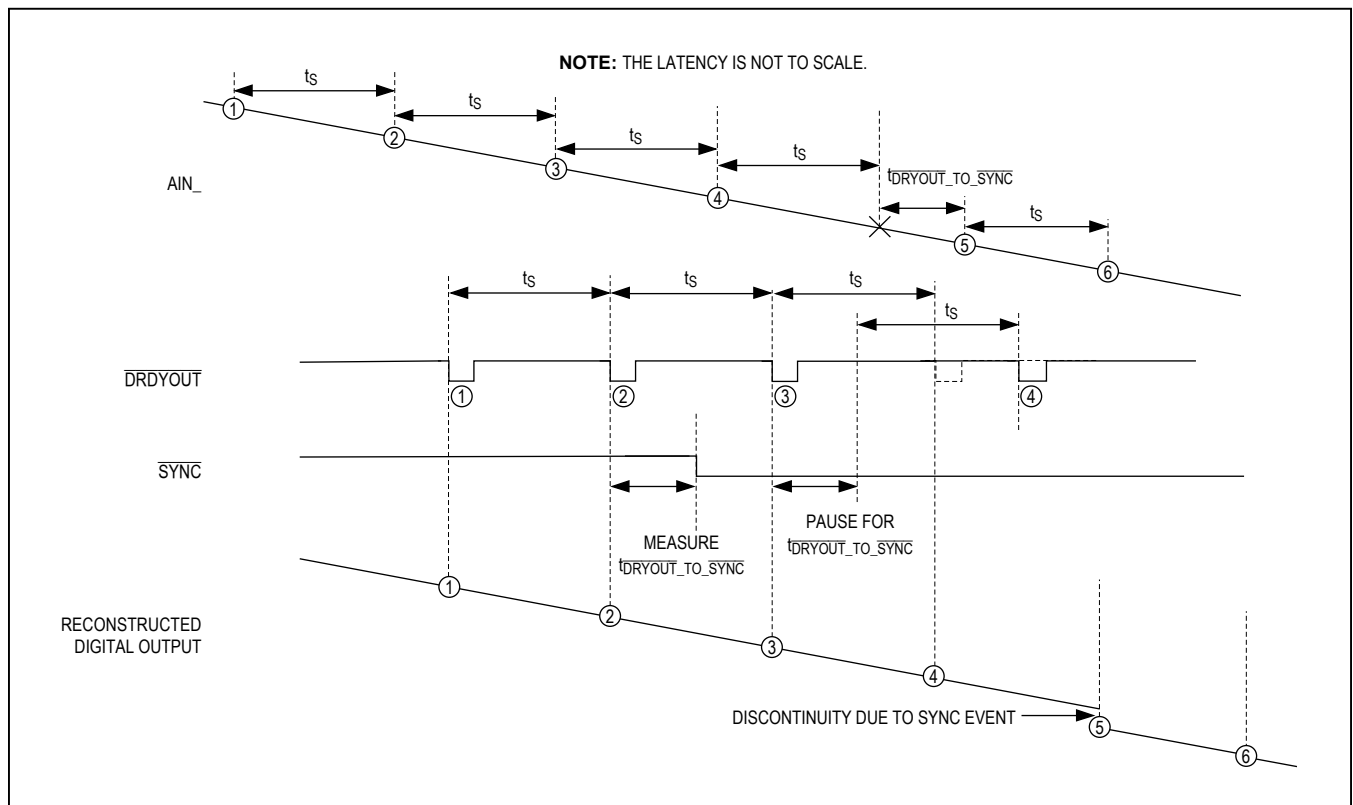 NOTE: THE LATENCY IS NOT TO SCALE.
tS
tS
tS
tS
tDRYOUT_TO_SYNC
tS
AIN_
1
2
3
4
5
6
tS
tS
tS
tS
DRDYOUT
1
2
3
4
SYNC
MEASURE
tDRYOUT_TO_SYNC
PAUSE FOR
tDRYOUT_TO_SYNC
RECONSTRUCTED
DIGITAL OUTPUT
1
2
3
4
DISCONTINUITY DUE TO SYNC EVENT
5
6